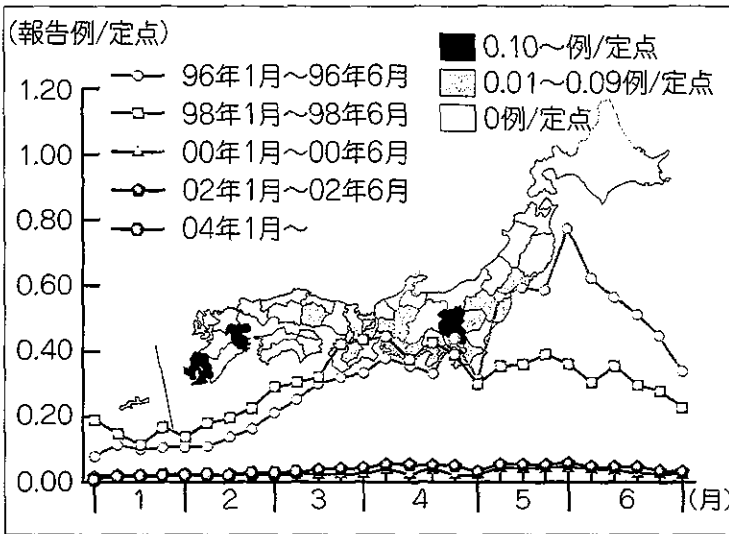 (報告例/定点)
0.10〜例/定点
0.01〜0.09例/定点
0例/定点
96年1月〜96年6月
98年1月〜98年6月
00年1月〜00年6月
02年1月〜02年6月
04年1月〜
1.20
1.00
0.80
0.60
0.40
0.20
0.00
1 2 3 4 5 6 (月)